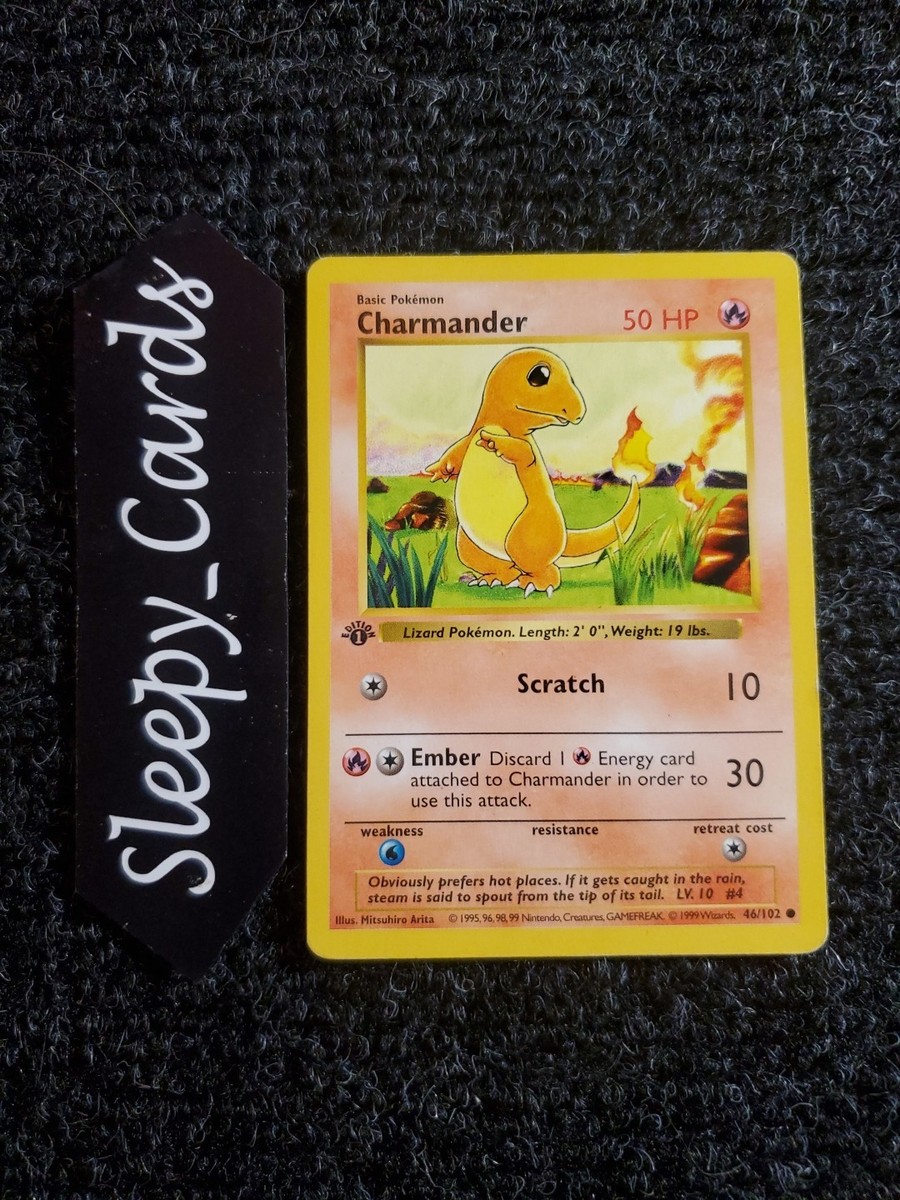 Sleepy_Cards
Basic Pokémon
Charmander 50 HP
EDITION
1
Lizard Pokémon. Length: 2' 0", Weight: 19 lbs.
Scratch 10
Ember Discard 1 Energy card
attached to Charmander in order to
use this attack.
30
weakness resistance retreat cost
Obviously prefers hot places. If it gets caught in the rain,
steam is said to spout from the tip of its tail. LV. 10 #4
Illus. Mitsuhiro Arita © 1995, 96, 98, 99 Nintendo, Creatures, GAMEFREAK. © 1999 Wizards. 46/102